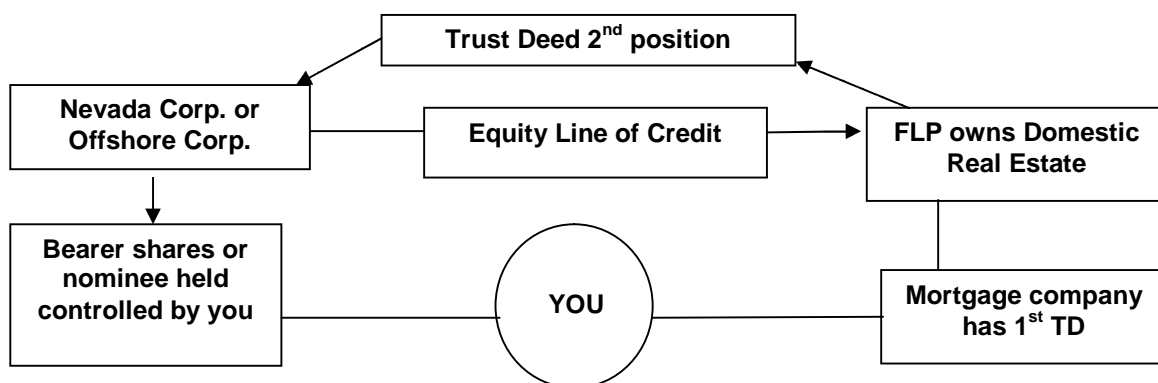 Trust Deed 2nd position
Nevada Corp. or
Offshore Corp.
Equity Line of Credit
FLP owns Domestic
Real Estate
Bearer shares or
nominee held
controlled by you
YOU
Mortgage company
has 1st TD